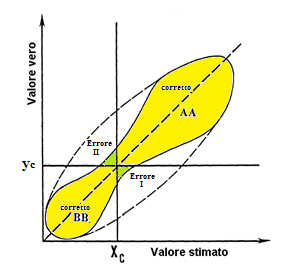 Valore vero
corretto
AA
Errore
II
yc
Errore
I
corretto
BB
Xc
Valore stimato